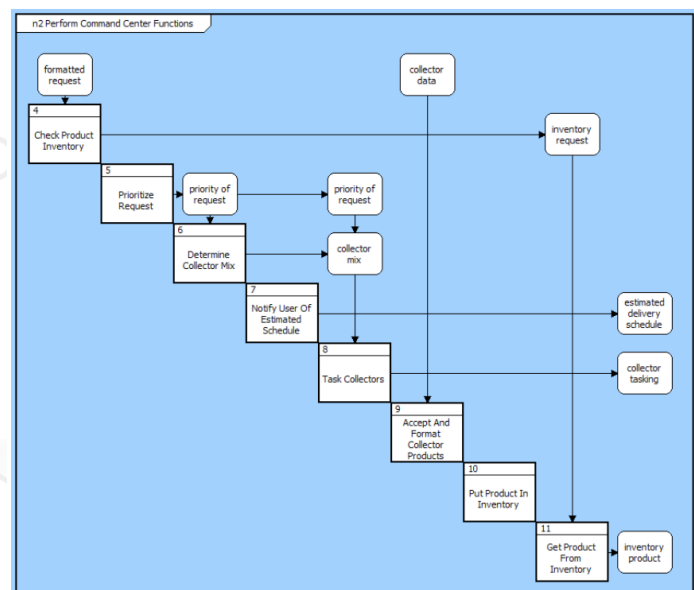 n2 Perform Command Center Functions
formatted
request
collector
data
4
Check Product
Inventory
inventory
request
5
Prioritize
Request
priority of
request
priority of
request
6
Determine
Collector Mix
collector
mix
7
Notify User Of
Estimated
Schedule
estimated
delivery
schedule
8
Task Collectors
collector
tasking
9
Accept And
Format
Collector
Products
10
Put Product In
Inventory
11
Get Product
From
Inventory
inventory
product